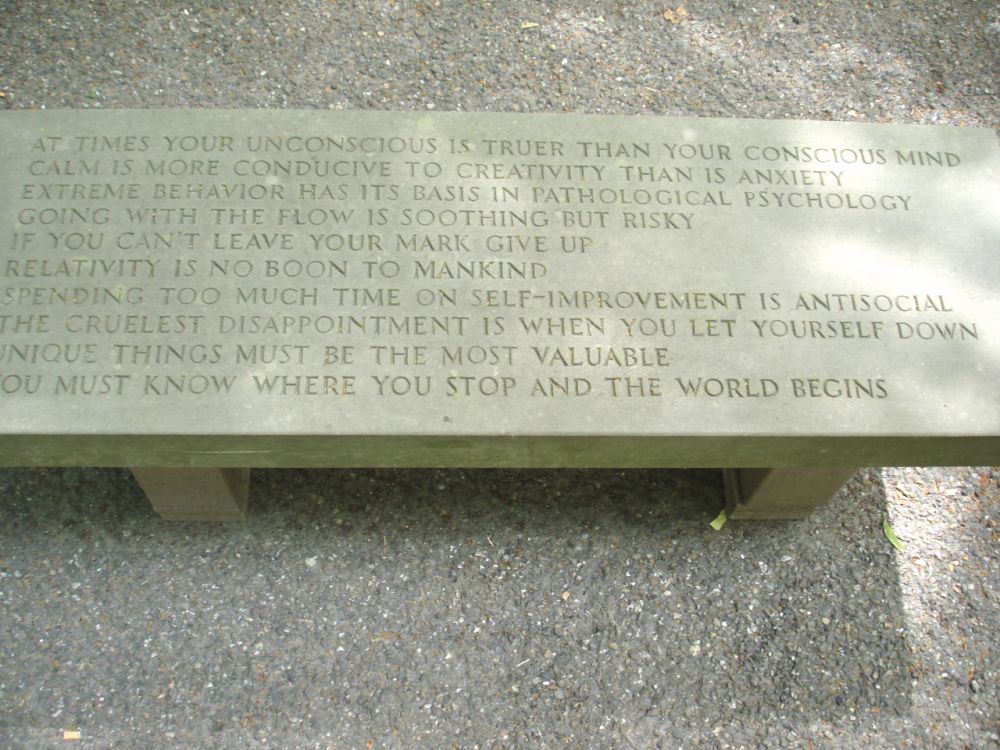 AT TIMES YOUR UNCONSCIOUS IS TRUER THAN YOUR CONSCIOUS MIND
CALM IS MORE CONDUCIVE TO CREATIVITY THAN IS ANXIETY
EXTREME BEHAVIOR HAS ITS BASIS IN PATHOLOGICAL PSYCHOLOGY
GOING WITH THE FLOW IS SOOTHING BUT RISKY
IF YOU CAN'T LEAVE YOUR MARK GIVE UP
RELATIVITY IS NO BOON TO MANKIND
SPENDING TOO MUCH TIME ON SELF-IMPROVEMENT IS ANTISOCIAL
THE CRUELEST DISAPPOINTMENT IS WHEN YOU LET YOURSELF DOWN
UNIQUE THINGS MUST BE THE MOST VALUABLE
YOU MUST KNOW WHERE YOU STOP AND THE WORLD BEGINS